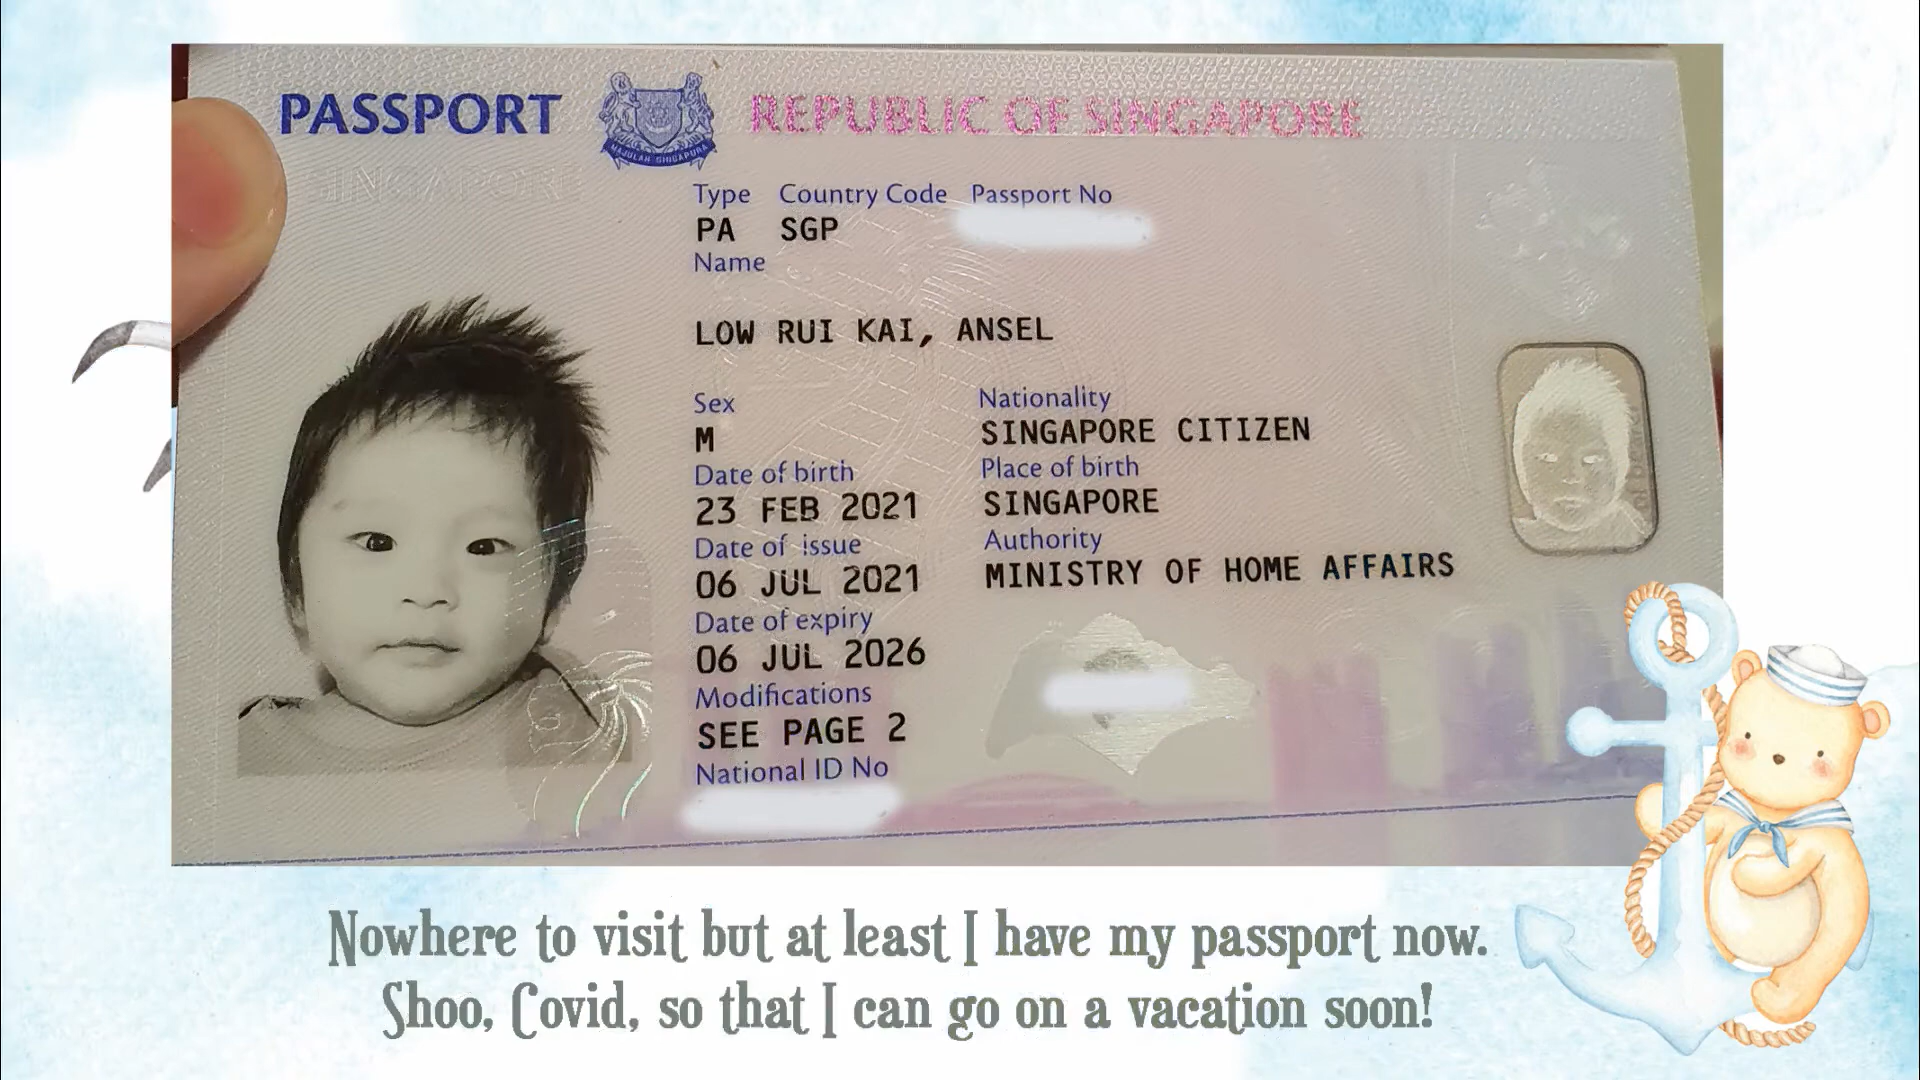 PASSPORT
REPUBLIC OF SINGAPORE
SINGAPORE
MAJULAH SINGAPURA
Type Country Code Passport No
PA SGP
Name
LOW RUI KAI, ANSEL
Sex
M
Nationality
SINGAPORE CITIZEN
Date of birth
23 FEB 2021
Place of birth
SINGAPORE
Date of issue
06 JUL 2021
Authority
MINISTRY OF HOME AFFAIRS
Date of expiry
06 JUL 2026
Modifications
SEE PAGE 2
National ID No
Nowhere to visit but at least I have my passport now.
Shoo, Covid, so that I can go on a vacation soon!